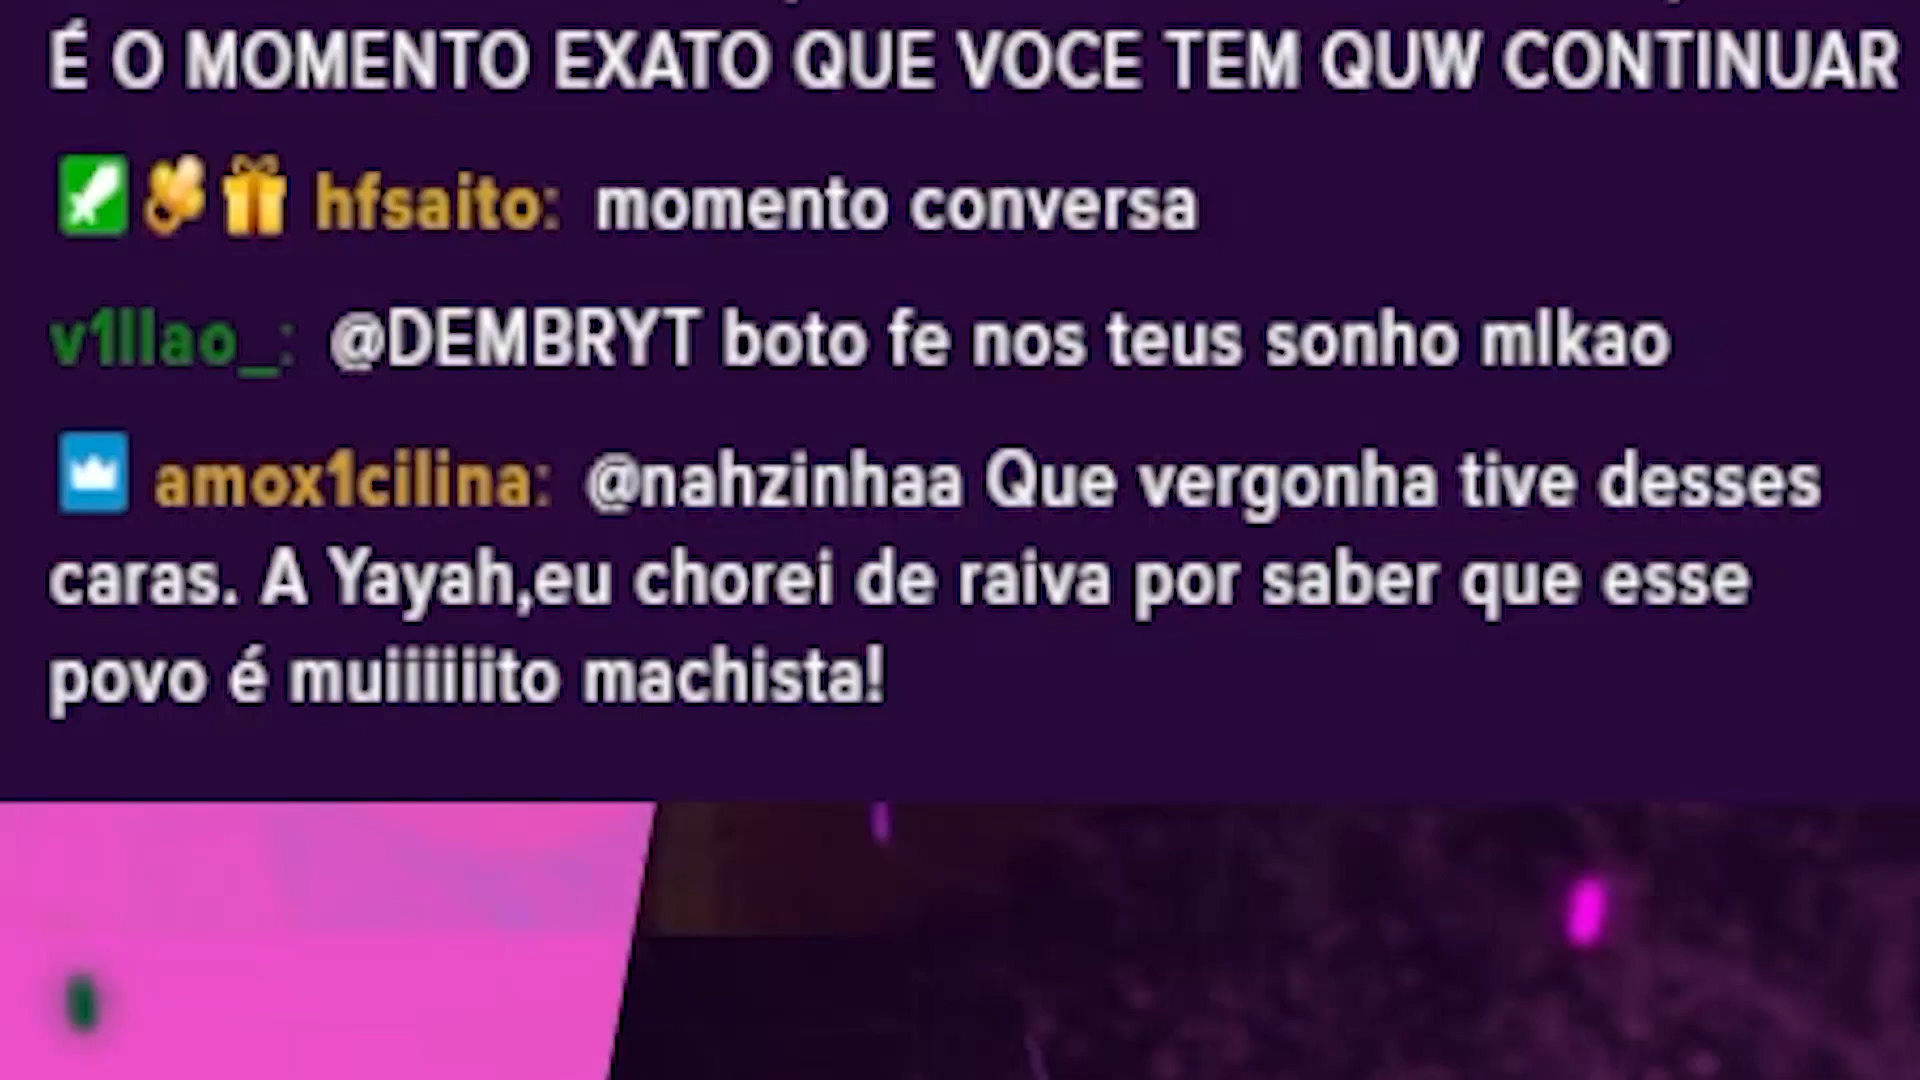 É O MOMENTO EXATO QUE VOCE TEM QUW CONTINUAR
hfsaito: momento conversa
v1llao_: @DEMBRYT boto fe nos teus sonho mlkao
amox1cilina: @nahzinhaa Que vergonha tive desses
caras. A Yayah,eu chorei de raiva por saber que esse
povo é muiiiiiiito machista!